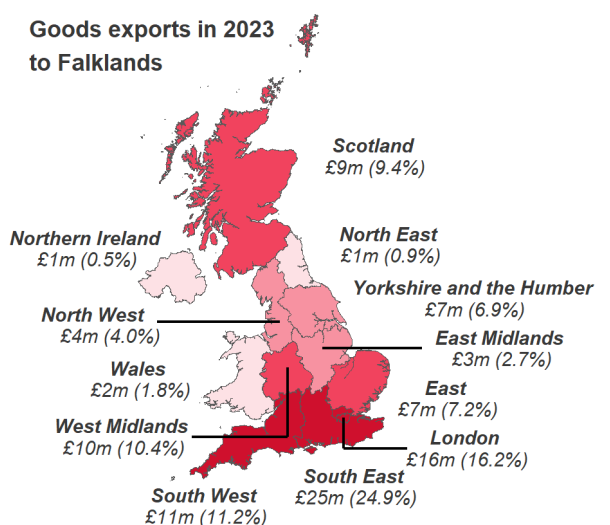 Goods exports in 2023
to Falklands
Scotland
£9m (9.4%)
Northern Ireland
£1m (0.5%)
North East
£1m (0.9%)
Yorkshire and the Humber
£7m (6.9%)
North West
£4m (4.0%)
East Midlands
£3m (2.7%)
Wales
£2m (1.8%)
East
£7m (7.2%)
West Midlands
£10m (10.4%)
London
£16m (16.2%)
South East
£25m (24.9%)
South West
£11m (11.2%)